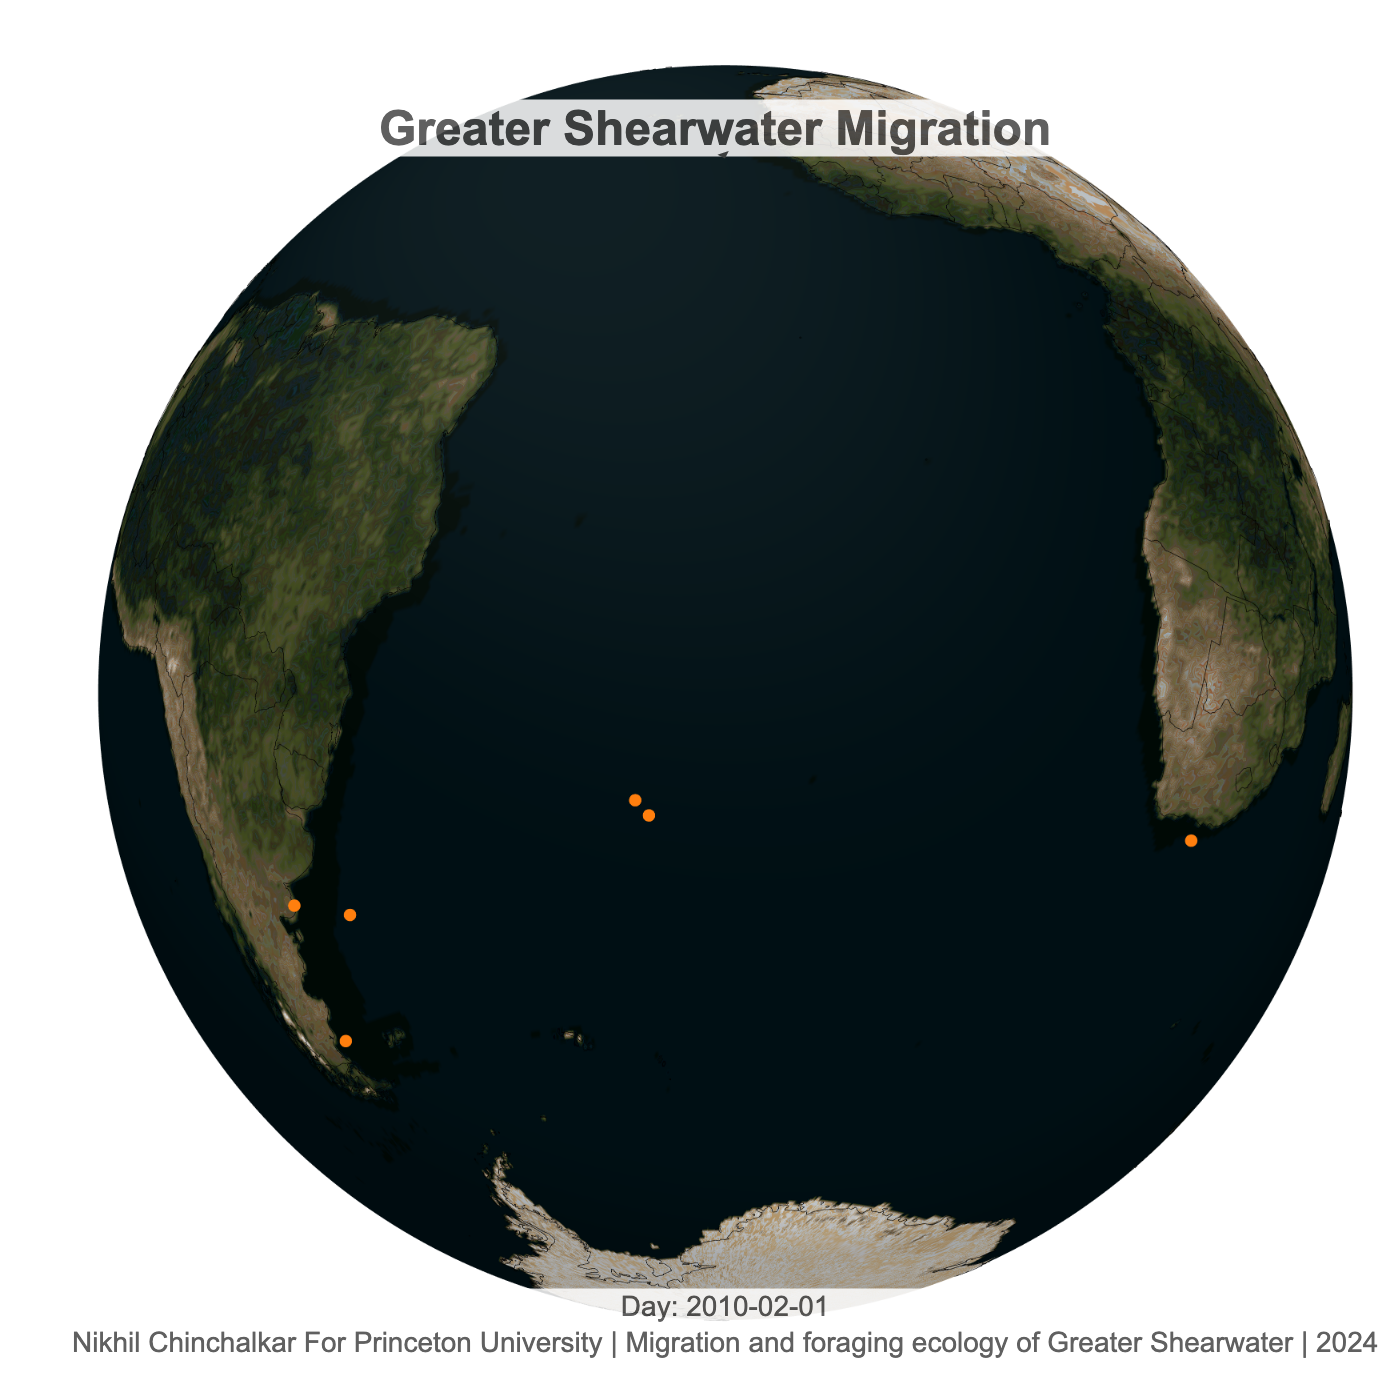 Greater Shearwater Migration
Day: 2010-02-01
Nikhil Chinchalkar For Princeton University | Migration and foraging ecology of Greater Shearwater | 2024